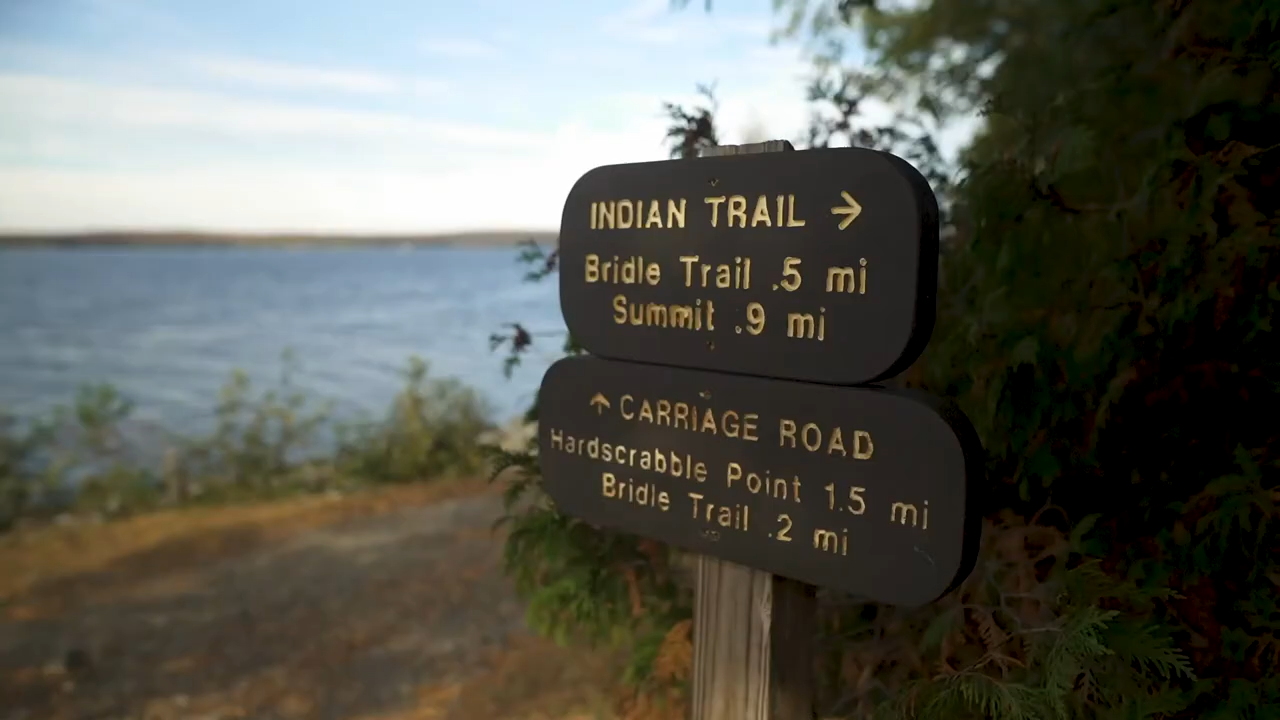 INDIAN TRAIL →
Bridle Trail .5 mi
Summit .9 mi
↑ CARRIAGE ROAD
Hardscrabble Point 1.5 mi
Bridle Trail .2 mi